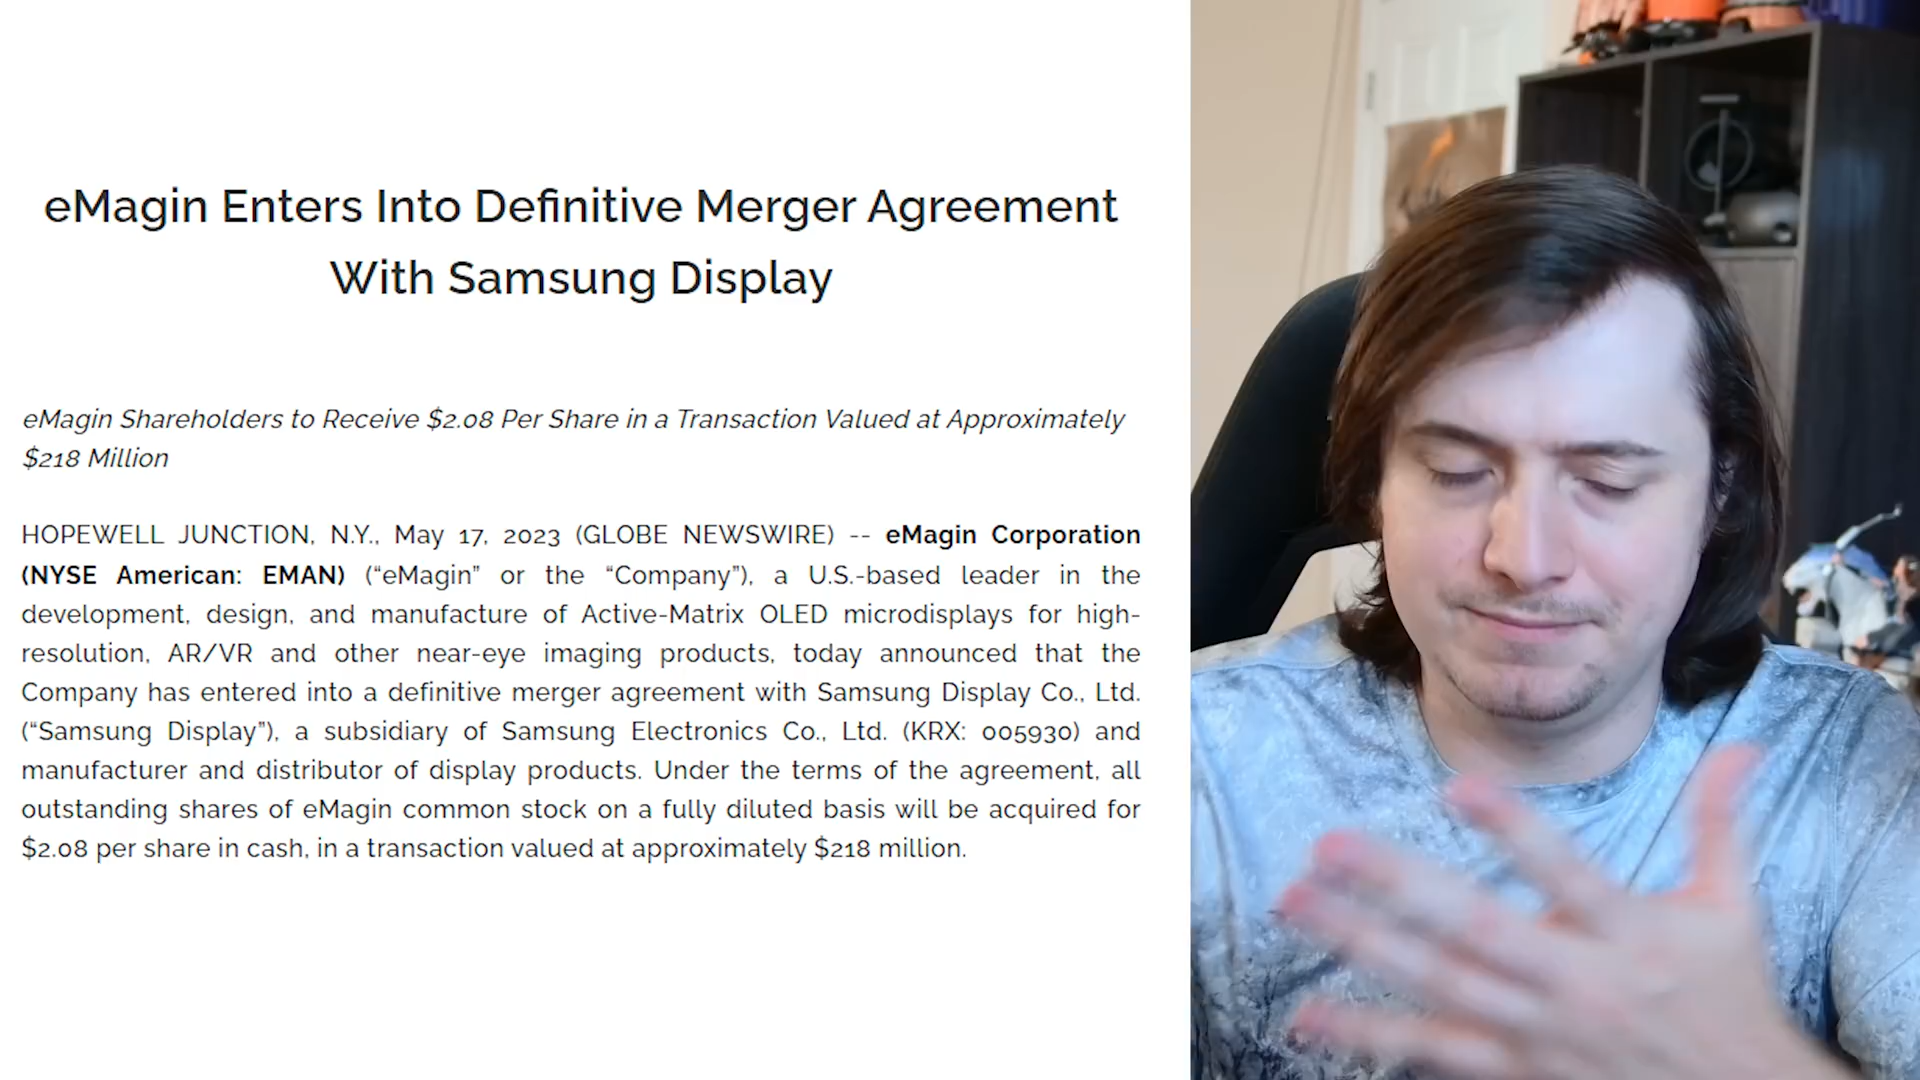 eMagin Enters Into Definitive Merger Agreement
With Samsung Display
eMagin Shareholders to Receive $2.08 Per Share in a Transaction Valued at Approximately
$218 Million
HOPEWELL JUNCTION, N.Y., May 17, 2023 (GLOBE NEWSWIRE) -- eMagin Corporation
(NYSE American: EMAN) (“eMagin” or the “Company”), a U.S.-based leader in the
development, design, and manufacture of Active-Matrix OLED microdisplays for high-
resolution, AR/VR and other near-eye imaging products, today announced that the
Company has entered into a definitive merger agreement with Samsung Display Co., Ltd.
(“Samsung Display”), a subsidiary of Samsung Electronics Co., Ltd. (KRX: 005930) and
manufacturer and distributor of display products. Under the terms of the agreement, all
outstanding shares of eMagin common stock on a fully diluted basis will be acquired for
$2.08 per share in cash, in a transaction valued at approximately $218 million.